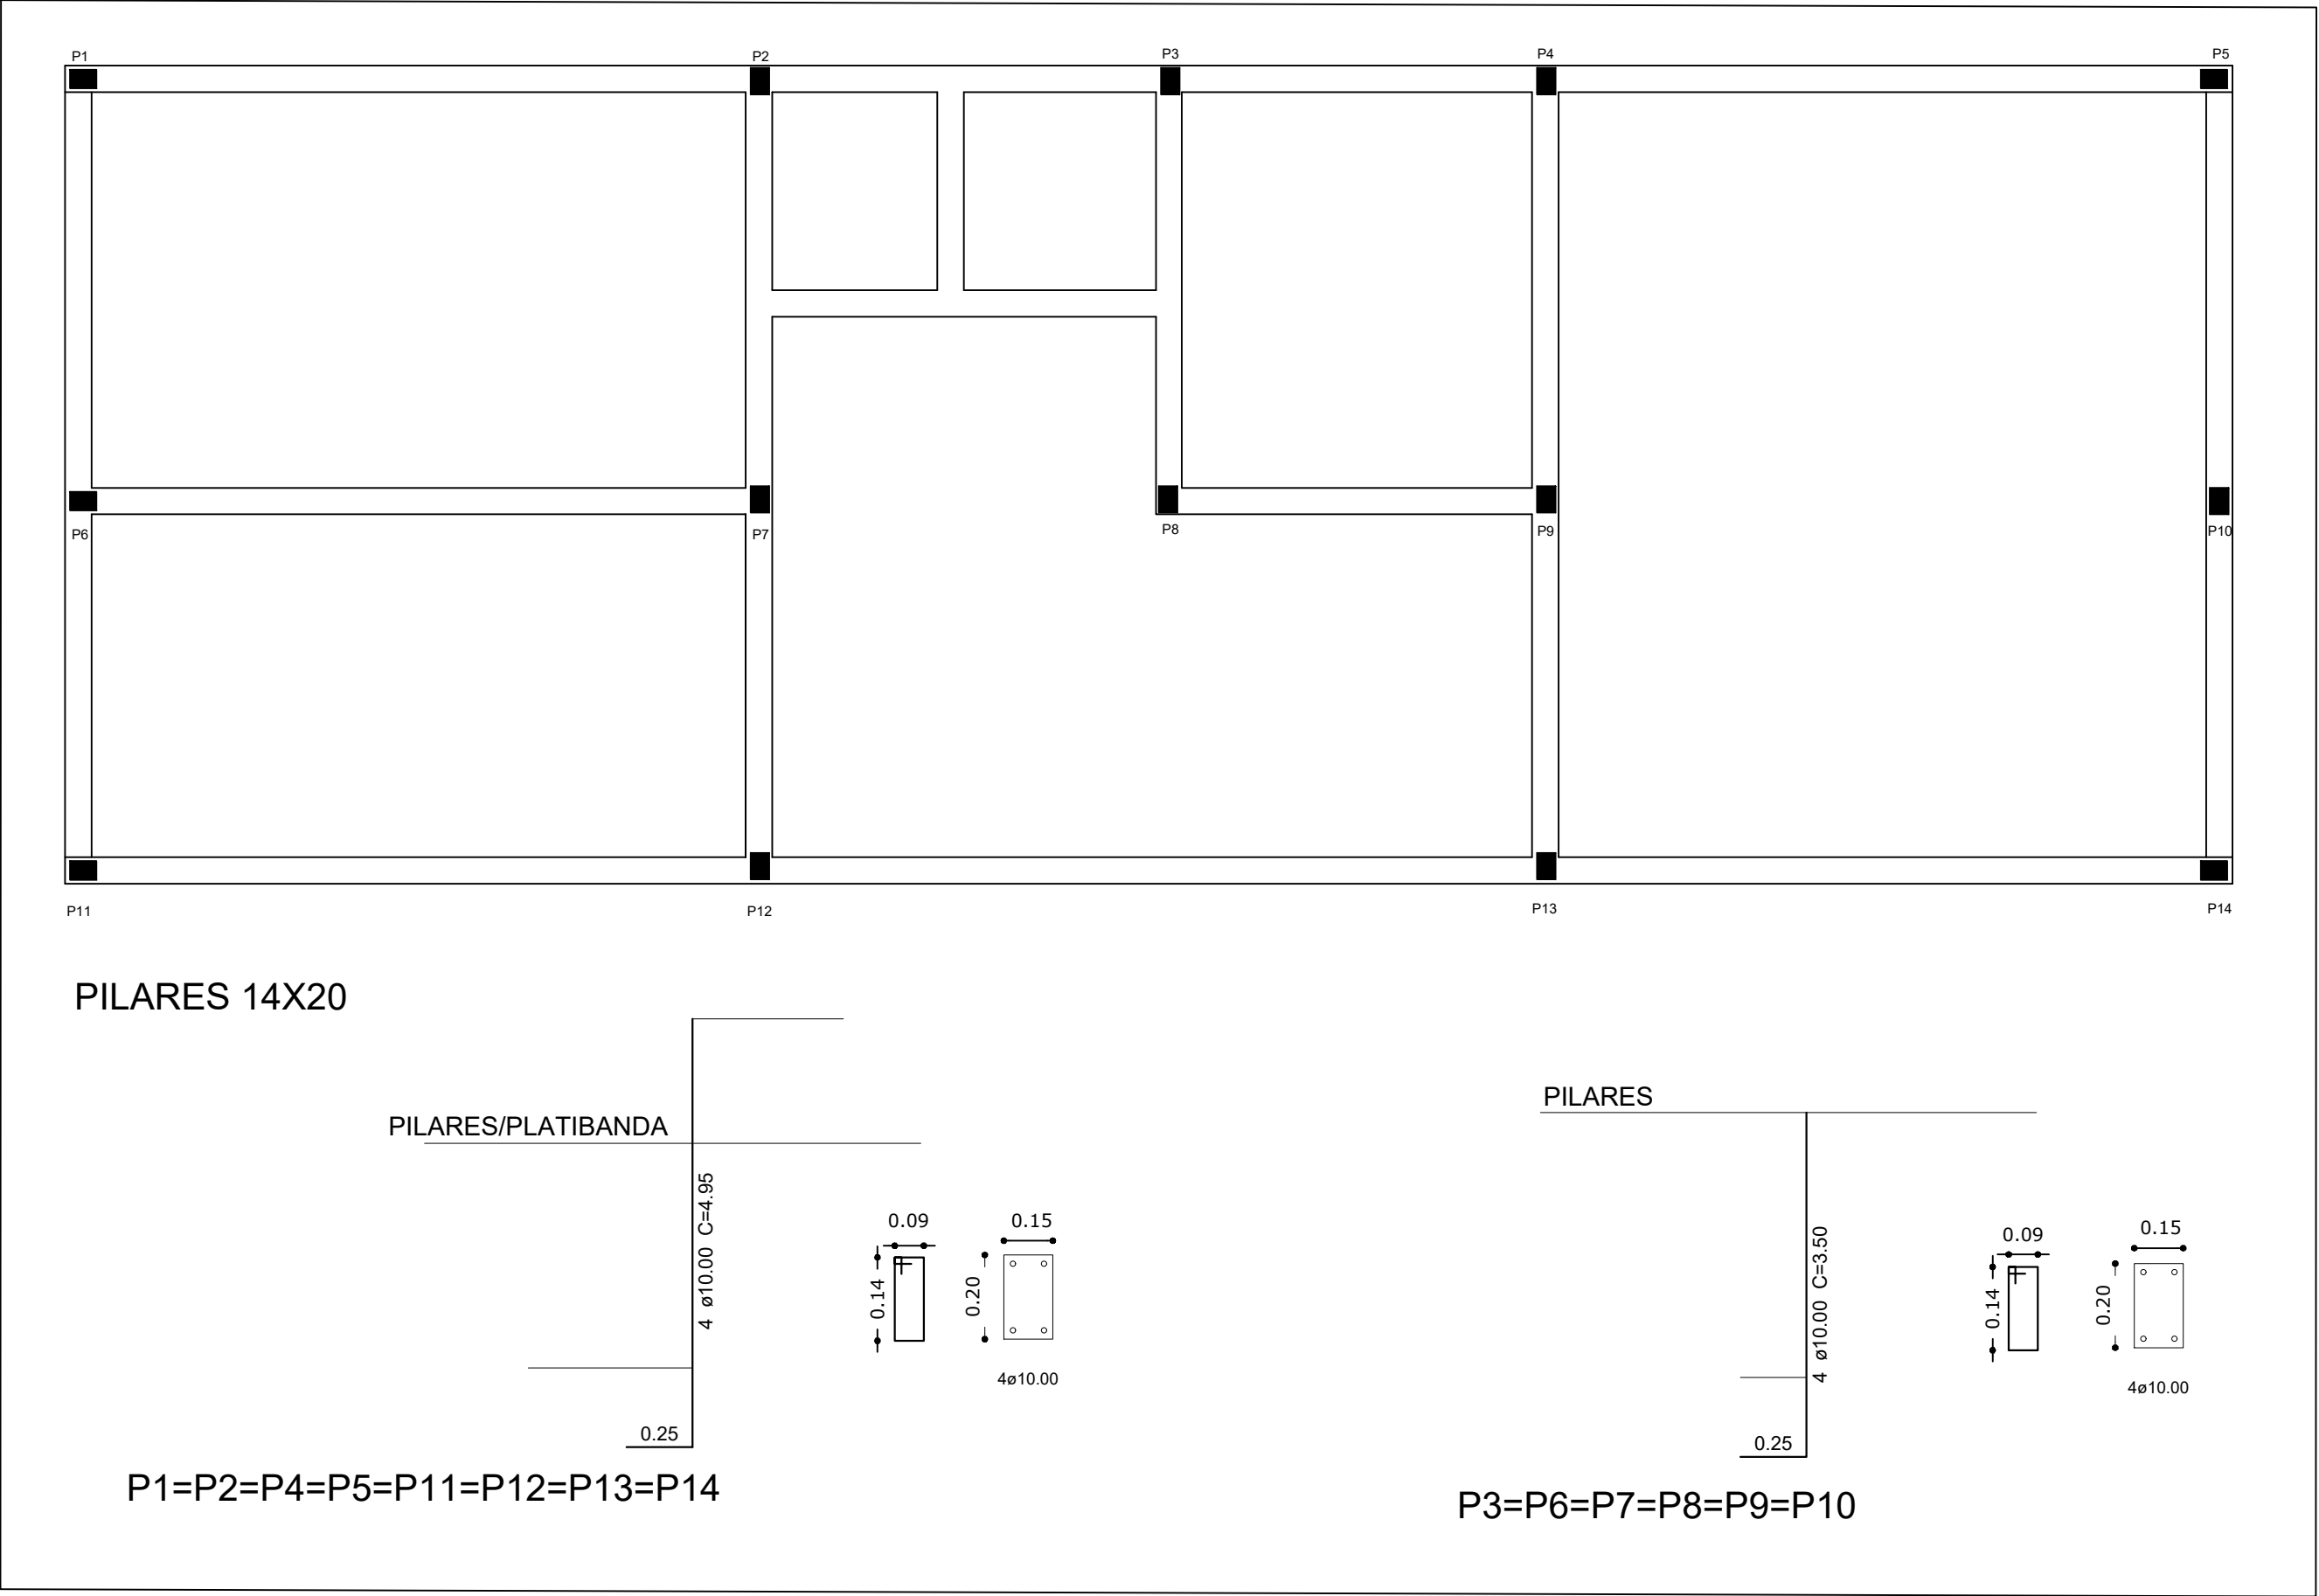 P1
P2
P3
P4
P5
P6
P7
P8
P9
P10
P11
P12
P13
P14
PILARES 14X20
PILARES/PLATIBANDA
4 ø10.00 C=4.95
0.09
0.14
0.15
0.20
4ø10.00
0.25
P1=P2=P4=P5=P11=P12=P13=P14
PILARES
4 ø10.00 C=3.50
0.09
0.14
0.15
0.20
4ø10.00
0.25
P3=P6=P7=P8=P9=P10